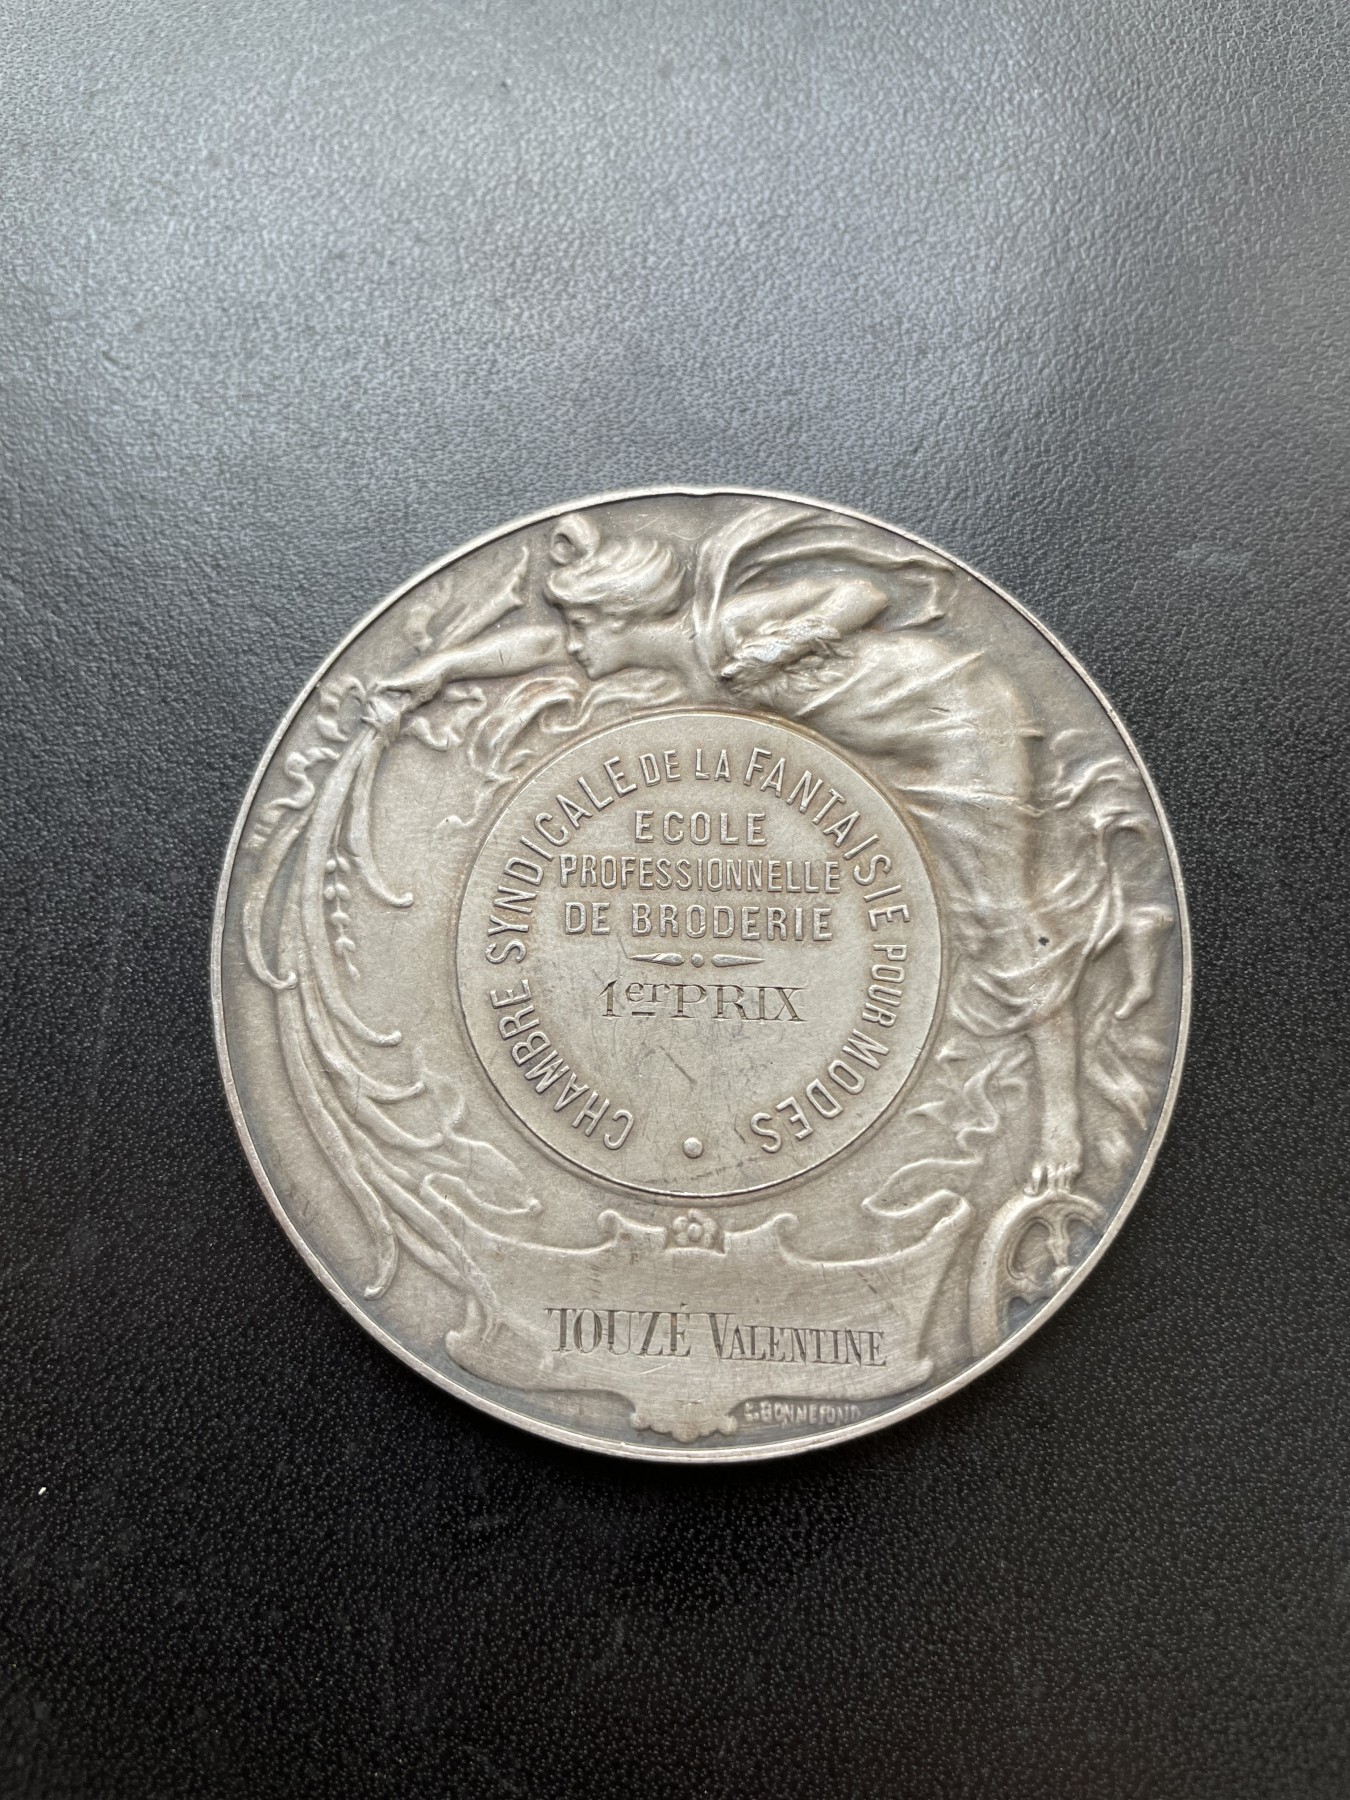 CHAMBRE SYNDICALE DE LA FANTAISIE POUR MODES
ECOLE
PROFESSIONNELLE
DE BRODERIE
1er PRIX
TOUZÉ VALENTINE
C. BONNEFOND